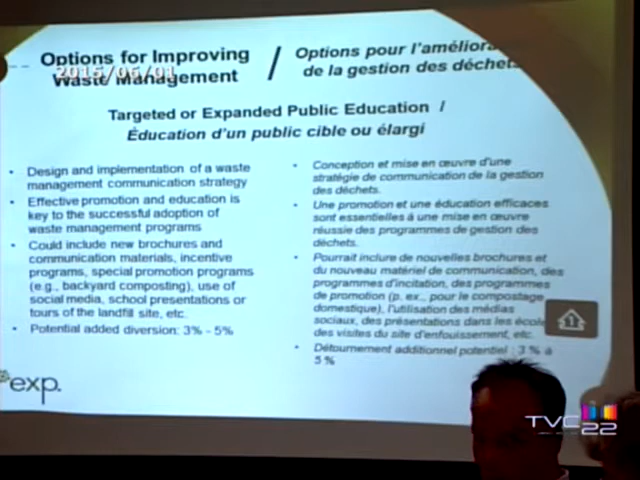 Options for Improving
Waste Management
/
Options pour l'amélior
de la gestion des déchets
2015/06/01
Targeted or Expanded Public Education /
Éducation d'un public cible ou élargi
• Design and implementation of a waste
management communication strategy
• Effective promotion and education is
key to the successful adoption of
waste management programs
• Could include new brochures and
communication materials, incentive
programs, special promotion programs
(e.g., backyard composting), use of
social media, school presentations or
tours of the landfill site, etc.
• Potential added diversion: 3% - 5%
• Conception et mise en œuvre d'une
stratégie de communication de la gestion
des déchets.
• Une promotion et une éducation efficaces
sont essentielles à une mise en œuvre
réussie des programmes de gestion des
déchets.
• Pourrait inclure de nouvelles brochures et
du nouveau matériel de communication, des
programmes d'incitation, des programmes
de promotion (p. ex., pour le compostage
domestique), l'utilisation des médias
sociaux, des présentations dans les école
des visites du site d'enfouissement, etc.
• Détournement additionnel potentiel : 3 % à
5 %
exp.
1
TVC
22